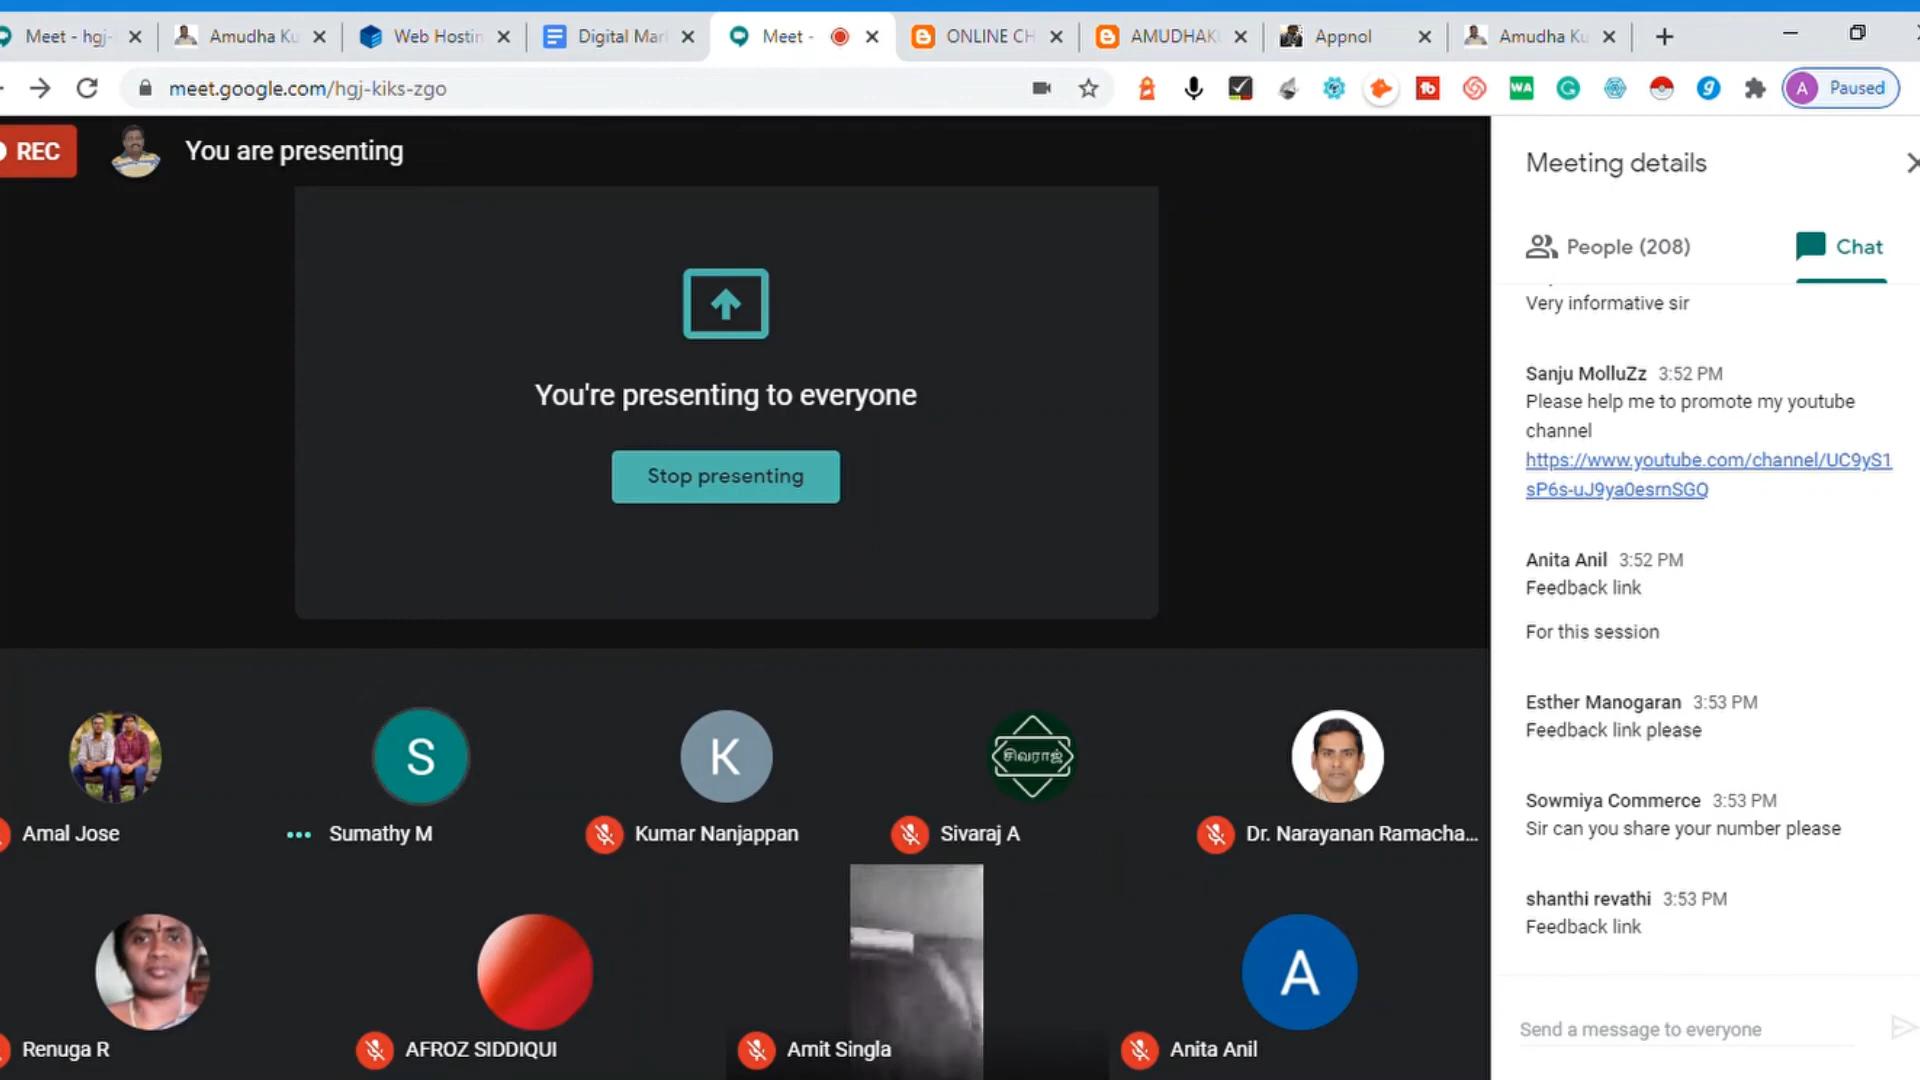 Meet - hgj-
Amudha Ku
Web Hostin
Digital Mar
Meet -
ONLINE CH
AMUDHAKU
Appnol
Amudha Ku
meet.google.com/hgj-kiks-zgo
WA
A
Paused
REC
You are presenting
Meeting details
People (208)
Chat
Very informative sir
You're presenting to everyone
Stop presenting
Sanju MolluZz 3:52 PM
Please help me to promote my youtube
channel
https://www.youtube.com/channel/UC9yS1
sP6s-uJ9ya0esrnSGQ
Anita Anil 3:52 PM
Feedback link
For this session
Esther Manogaran 3:53 PM
Feedback link please
Sowmiya Commerce 3:53 PM
Sir can you share your number please
shanthi revathi 3:53 PM
Feedback link
Send a message to everyone
S
K
சிவராஜ்
Amal Jose
Sumathy M
Kumar Nanjappan
Sivaraj A
Dr. Narayanan Ramacha...
A
Renuga R
AFROZ SIDDIQUI
Amit Singla
Anita Anil